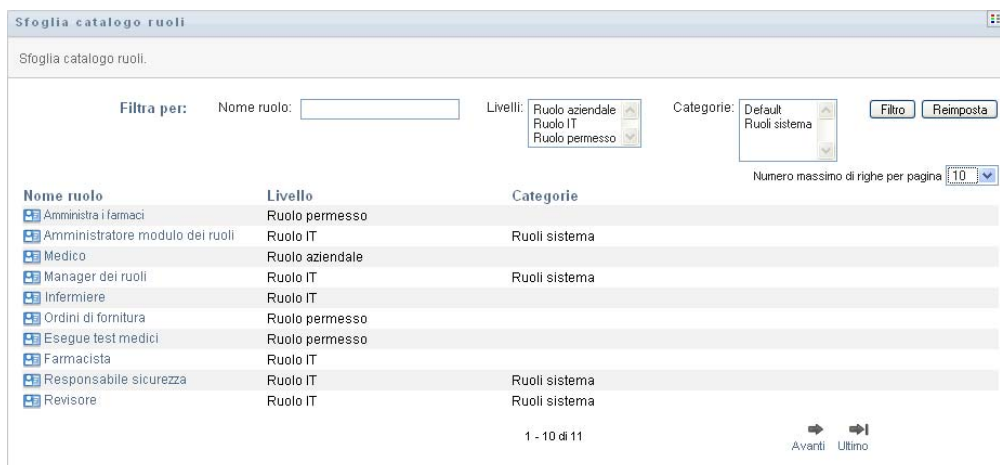 Sfoglia catalogo ruoli
Sfoglia catalogo ruoli.
Filtra per: Nome ruolo: Livelli: Ruolo aziendale Ruolo IT Ruolo permesso Categorie: Default Ruoli sistema Filtro Reimposta
Numero massimo di righe per pagina 10
Nome ruolo Livello Categorie
Amministra i farmaci Ruolo permesso
Amministratore modulo dei ruoli Ruolo IT Ruoli sistema
Medico Ruolo aziendale
Manager dei ruoli Ruolo IT Ruoli sistema
Infermiere Ruolo IT
Ordini di fornitura Ruolo permesso
Esegue test medici Ruolo permesso
Farmacista Ruolo IT
Responsabile sicurezza Ruolo IT Ruoli sistema
Revisore Ruolo IT Ruoli sistema
1 - 10 di 11 Avanti Ultimo